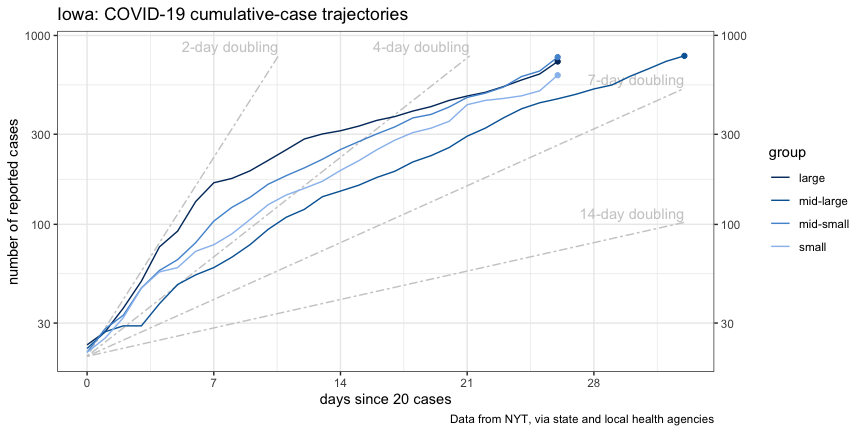 Iowa: COVID-19 cumulative-case trajectories
1000
300
100
30
number of reported cases
2-day doubling
4-day doubling
7-day doubling
14-day doubling
1000
300
100
30
0 7 14 21 28
days since 20 cases
Data from NYT, via state and local health agencies
group
large
mid-large
mid-small
small